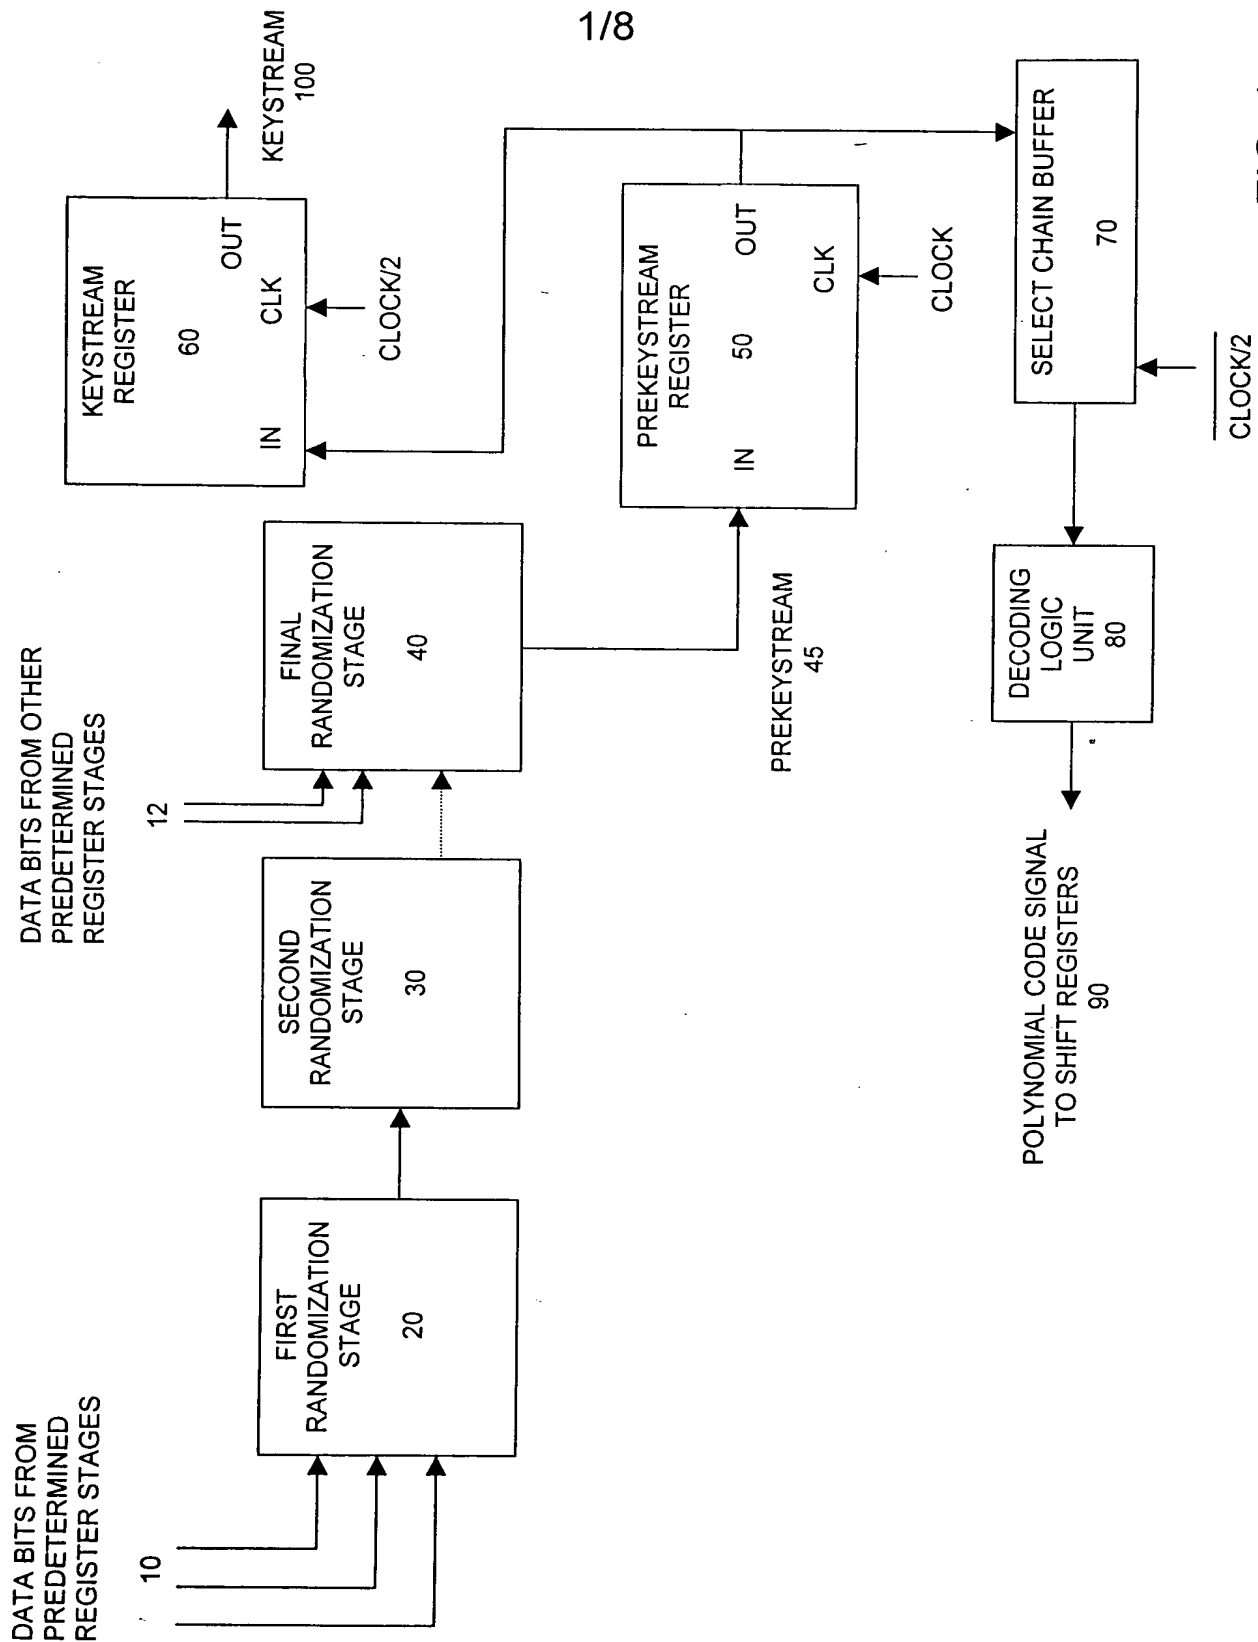 1/8
DATA BITS FROM
PREDETERMINED
REGISTER STAGES
10
FIRST
RANDOMIZATION
STAGE
20
SECOND
RANDOMIZATION
STAGE
30
DATA BITS FROM OTHER
PREDETERMINED
REGISTER STAGES
12
FINAL
RANDOMIZATION
STAGE
40
PREKEYSTREAM
45
KEYSTREAM
REGISTER
60
IN
CLK
OUT
CLOCK/2
KEYSTREAM
100
PREKEYSTREAM
REGISTER
50
IN
OUT
CLK
CLOCK
SELECT CHAIN BUFFER
70
CLOCK/2
DECODING
LOGIC
UNIT
80
POLYNOMIAL CODE SIGNAL
TO SHIFT REGISTERS
90